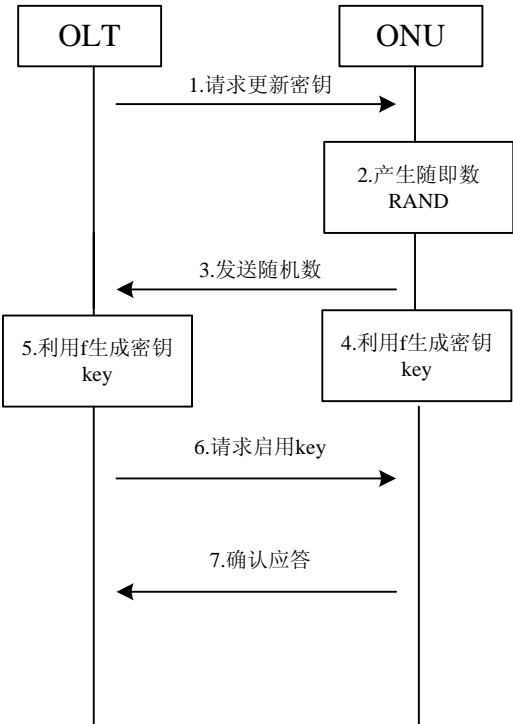 OLT
ONU
1.请求更新密钥
2.产生随即数
RAND
3.发送随机数
5.利用f生成密钥
key
4.利用f生成密钥
key
6.请求启用key
7.确认应答